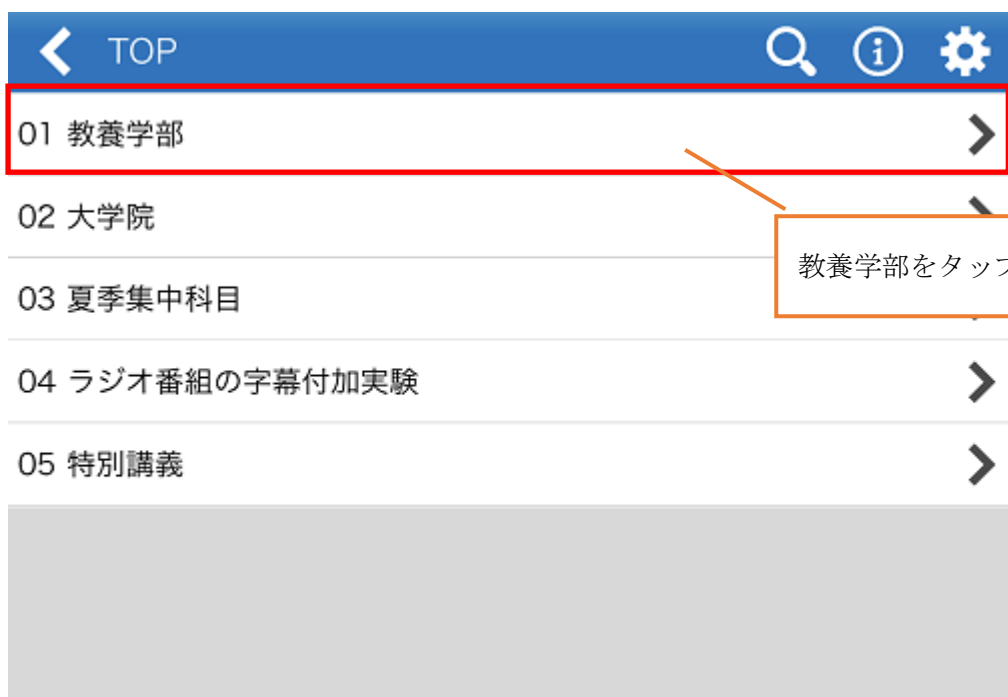 TOP
01 教養学部
02 大学院
教養学部をタップ
03 夏季集中科目
04 ラジオ番組の字幕付加実験
05 特別講義